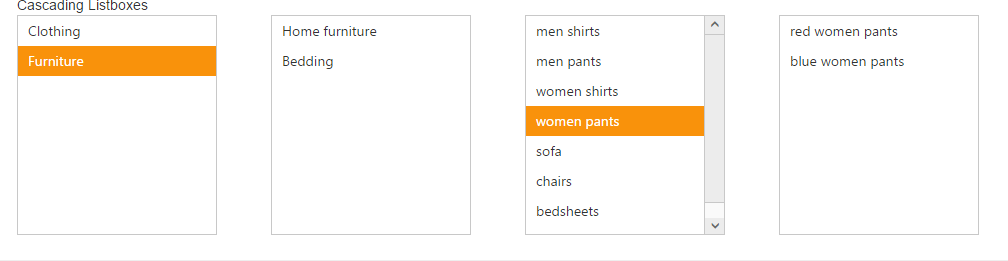 Cascading Listboxes
Clothing
Furniture
Home furniture
Bedding
men shirts
men pants
women shirts
women pants
sofa
chairs
bedsheets
red women pants
blue women pants